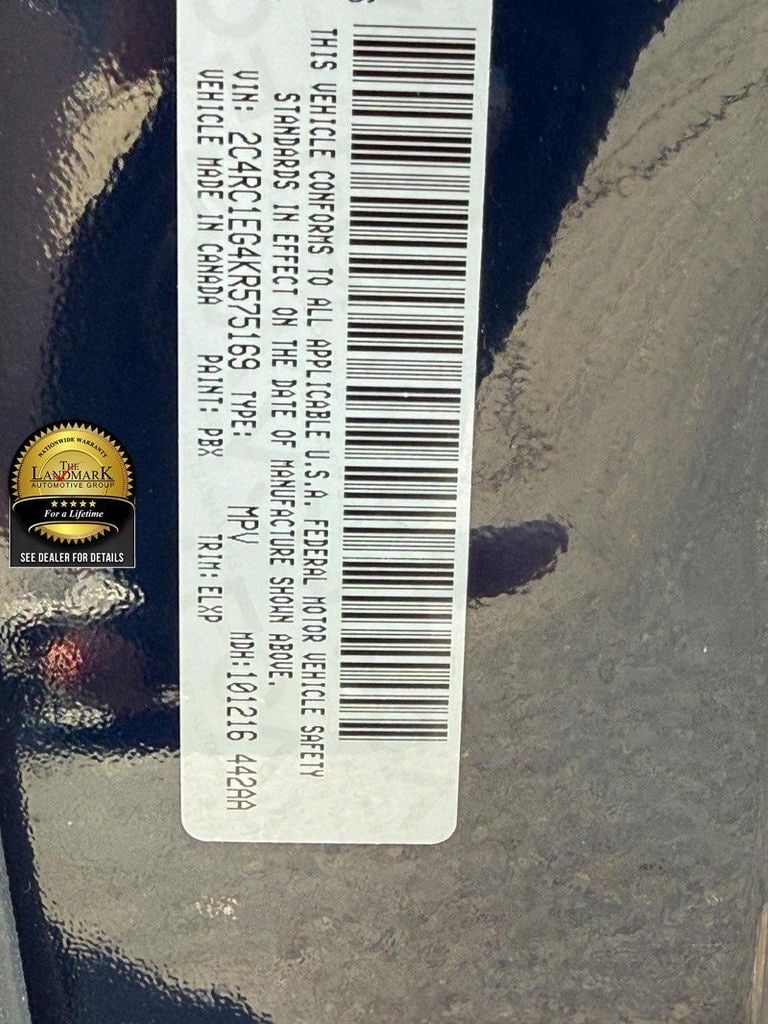 THIS VEHICLE CONFORMS TO ALL APPLICABLE U.S.A. FEDERAL MOTOR VEHICLE SAFETY
STANDARDS IN EFFECT ON THE DATE OF MANUFACTURE SHOWN ABOVE.
VIN: 2C4RC1EG4KR575169 TYPE: MPV MDH:101216 442AA
VEHICLE MADE IN CANADA PAINT: PBX TRIM:ELXP
NATIONWIDE WARRANTY
THE
LANDMARK
AUTOMOTIVE GROUP
For a Lifetime
SEE DEALER FOR DETAILS